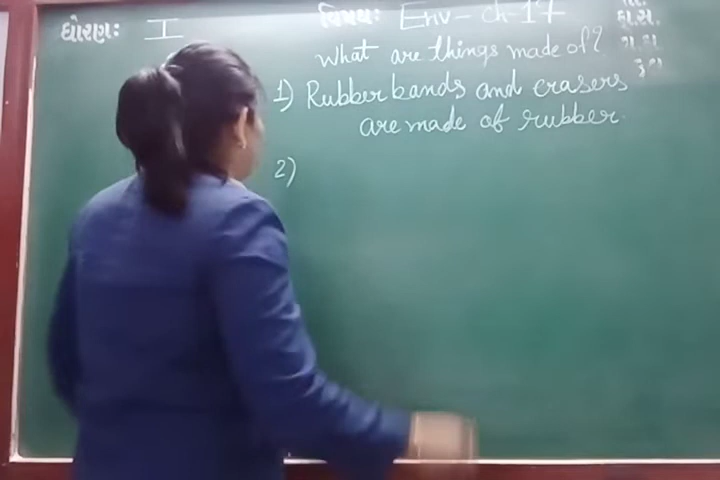 ધોરણ: I
વિષય: Env - ch-17
હા.સ.
ગે.હા.
કુલ
What are things made of?
1) Rubber bands and erasers
are made of rubber.
2)